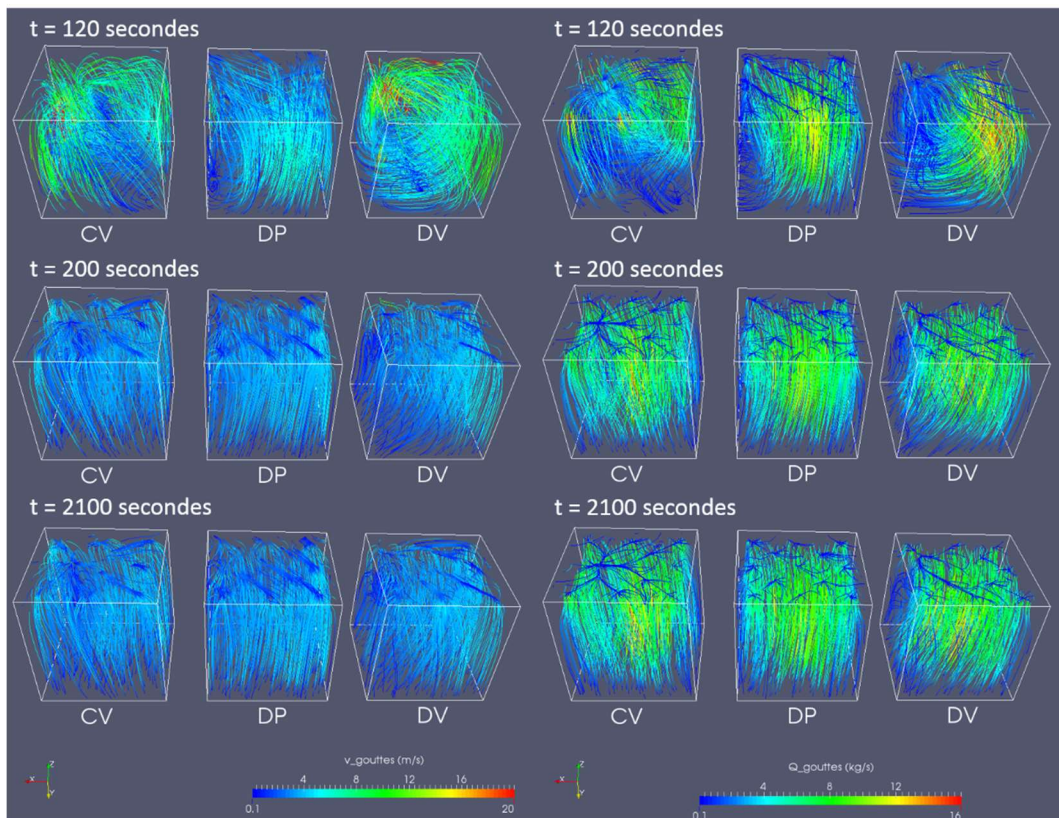 t = 120 secondes t = 120 secondes
CV DP DV CV DP DV
t = 200 secondes t = 200 secondes
CV DP DV CV DP DV
t = 2100 secondes t = 2100 secondes
CV DP DV CV DP DV
v_gouttes (m/s) Q_gouttes (kg/s)
Z X Y 4 8 12 16 Z X Y 4 8 12
0.1 20 0.1 16